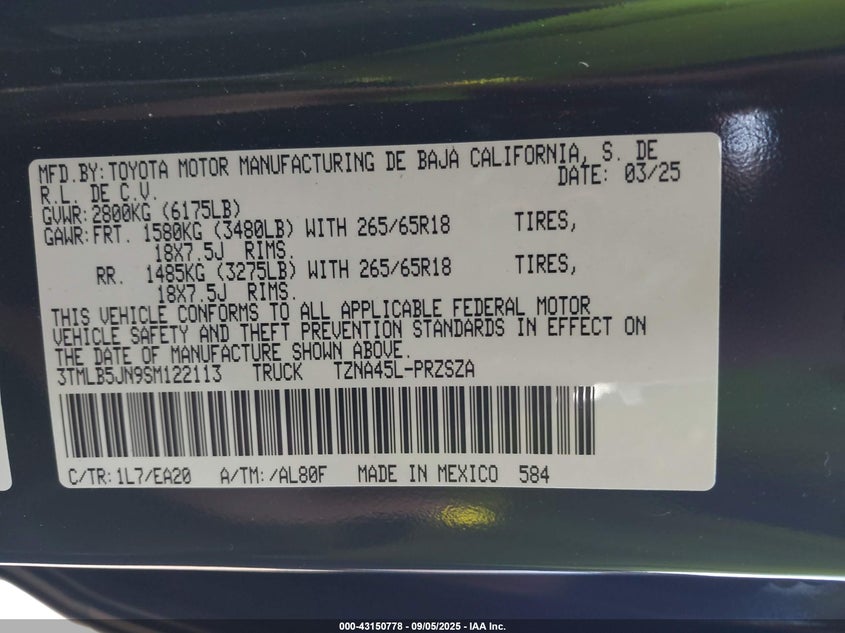 MFD.BY: TOYOTA MOTOR MANUFACTURING DE BAJA CALIFORNIA, S. DE
R.L. DE C.V. DATE: 03/25
GVWR: 2800KG (6175LB)
GAWR: FRT. 1580KG (3480LB) WITH 265/65R18 TIRES,
18X7.5J RIMS.
RR. 1485KG (3275LB) WITH 265/65R18 TIRES,
18X7.5J RIMS.
THIS VEHICLE CONFORMS TO ALL APPLICABLE FEDERAL MOTOR
VEHICLE SAFETY AND THEFT PREVENTION STANDARDS IN EFFECT ON
THE DATE OF MANUFACTURE SHOWN ABOVE.
3TMLB5JN9SM122113 TRUCK TZNA45L-PRZSZA
C/TR: 1L7/EA20 A/TM: /AL80F MADE IN MEXICO 584
000-43150778 - 09/05/2025 - IAA Inc.